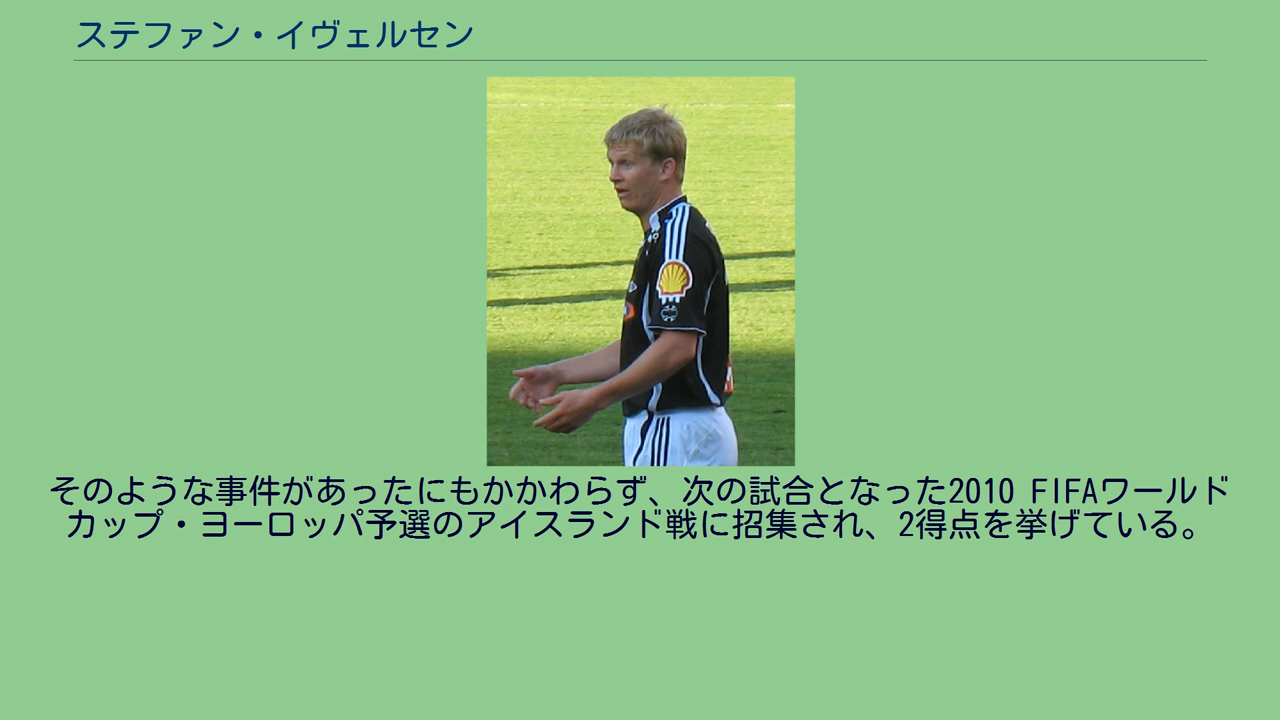 ステファン・イヴェルセン
そのような事件があったにもかかわらず、次の試合となった2010 FIFAワールド
カップ・ヨーロッパ予選のアイスランド戦に招集され、2得点を挙げている。